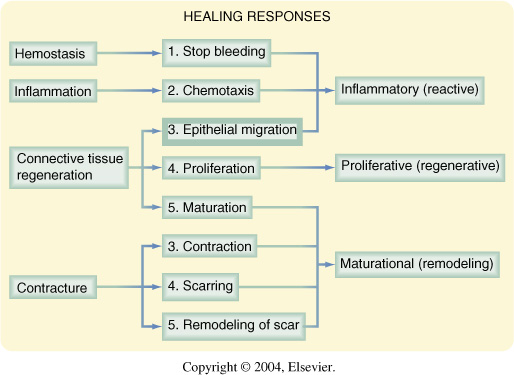 HEALING RESPONSES
Hemostasis
1. Stop bleeding
Inflammation
2. Chemotaxis
Inflammatory (reactive)
3. Epithelial migration
Connective tissue
regeneration
4. Proliferation
Proliferative (regenerative)
5. Maturation
3. Contraction
Maturational (remodeling)
Contracture
4. Scarring
5. Remodeling of scar
Copyright © 2004, Elsevier.